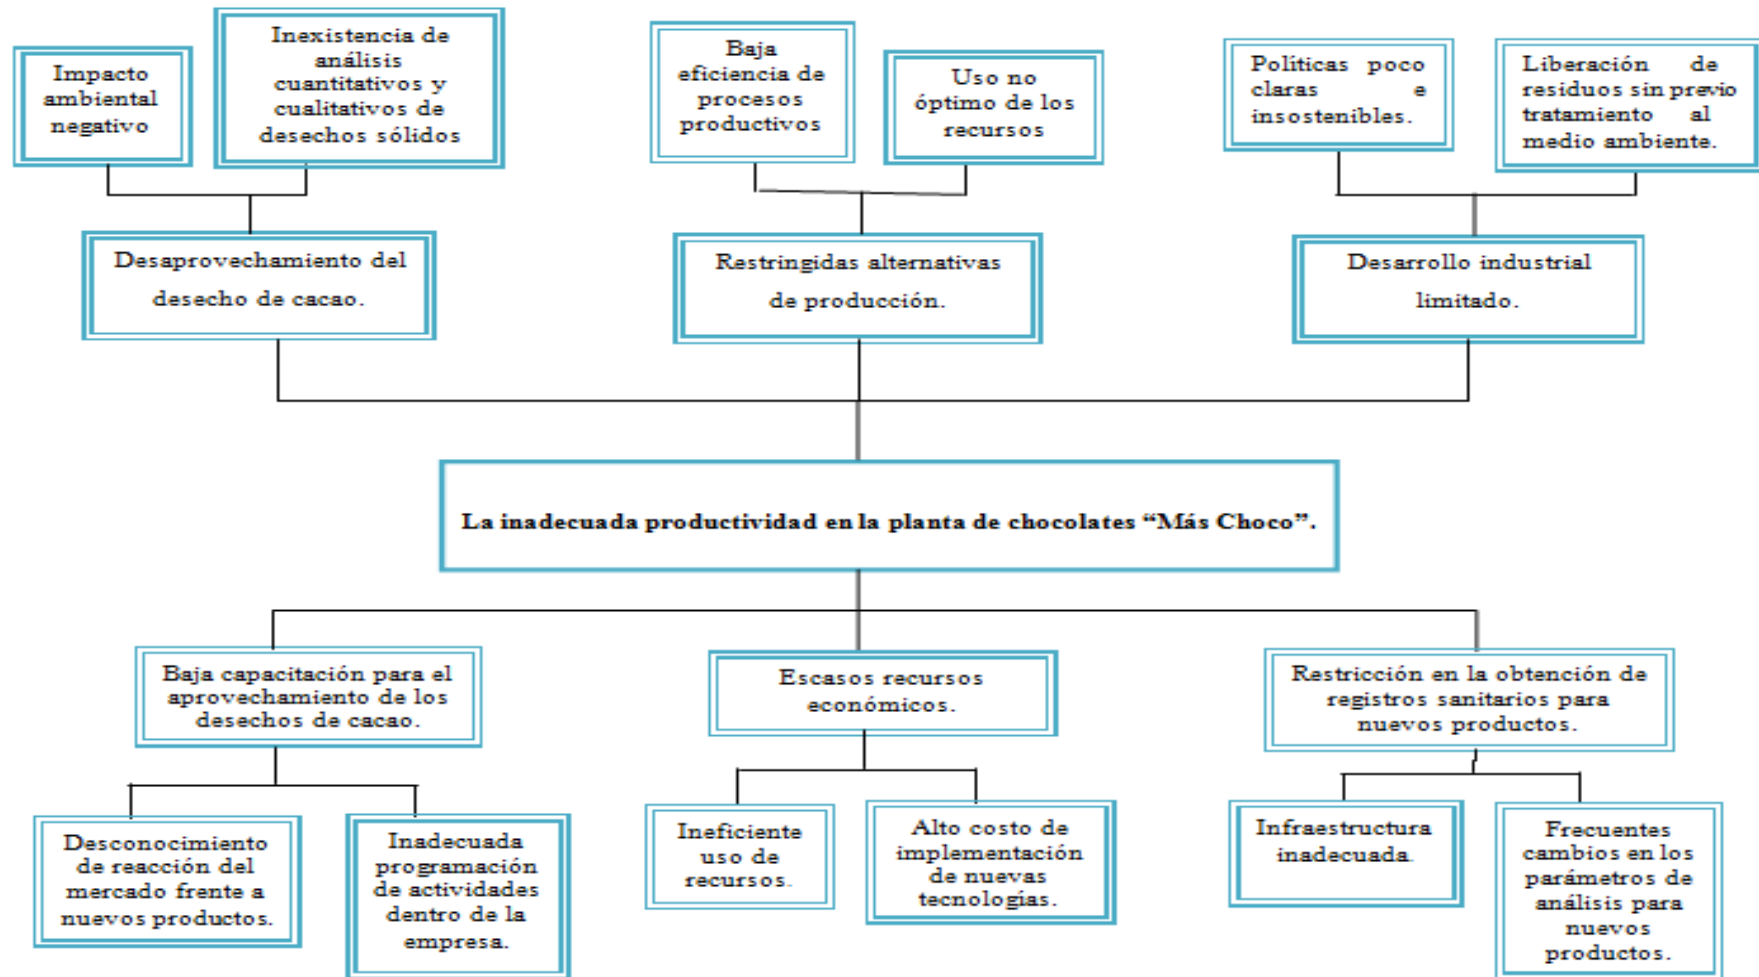 Impacto
ambiental
negativo
Inexistencia de
análisis
cuantitativos y
cualitativos de
desechos sólidos
Baja
eficiencia de
procesos
productivos
Uso no
óptimo de los
recursos
Políticas poco
claras e
insostenibles.
Liberación de
residuos sin previo
tratamiento al
medio ambiente.
Desaprovechamiento del
desecho de cacao.
Restringidas alternativas
de producción.
Desarrollo industrial
limitado.
La inadecuada productividad en la planta de chocolates “Más Choco”.
Baja capacitación para el
aprovechamiento de los
desechos de cacao.
Escasos recursos
económicos.
Restricción en la obtención de
registros sanitarios para
nuevos productos.
Desconocimiento
de reacción del
mercado frente a
nuevos productos.
Inadecuada
programación
de actividades
dentro de la
empresa.
Ineficiente
uso de
recursos.
Alto costo de
implementación
de nuevas
tecnologías.
Infraestructura
inadecuada.
Frecuentes
cambios en los
parámetros de
análisis para
nuevos
productos.